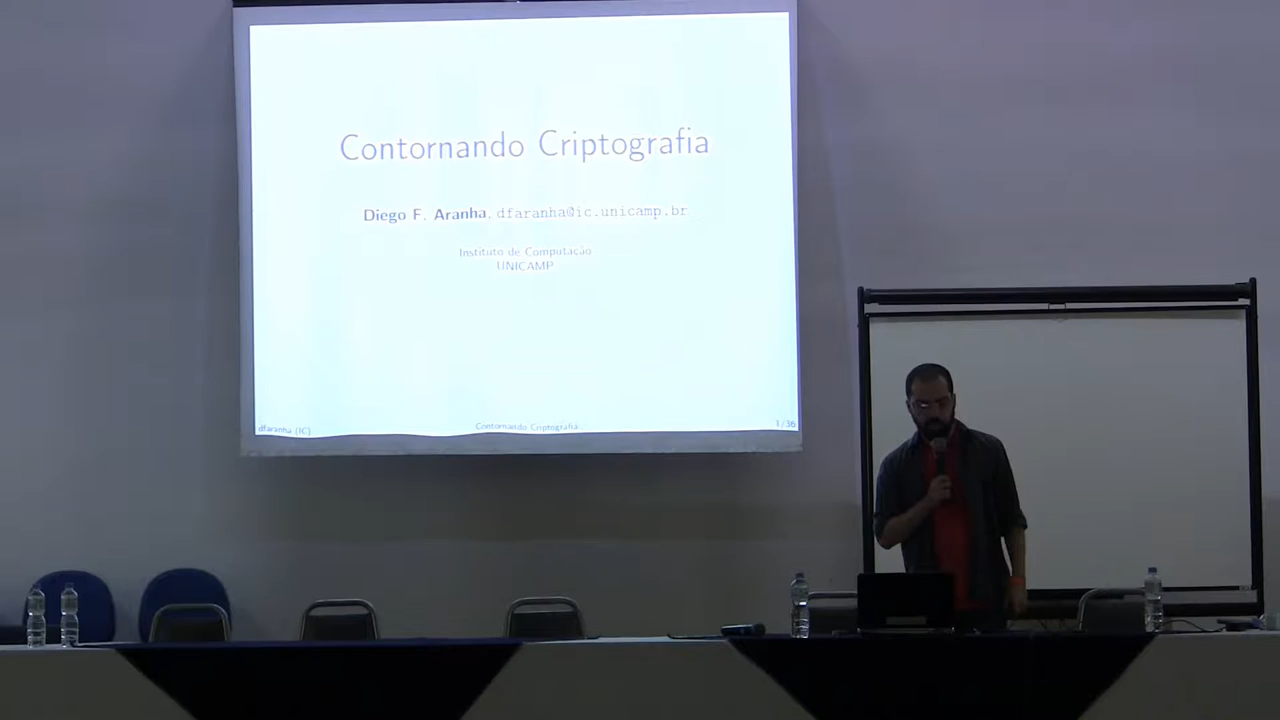 Contornando Criptografia
Diego F. Aranha, dfaranha@ic.unicamp.br
Instituto de Computação
UNICAMP
dfaranha (IC)
Contornando Criptografia
1/36